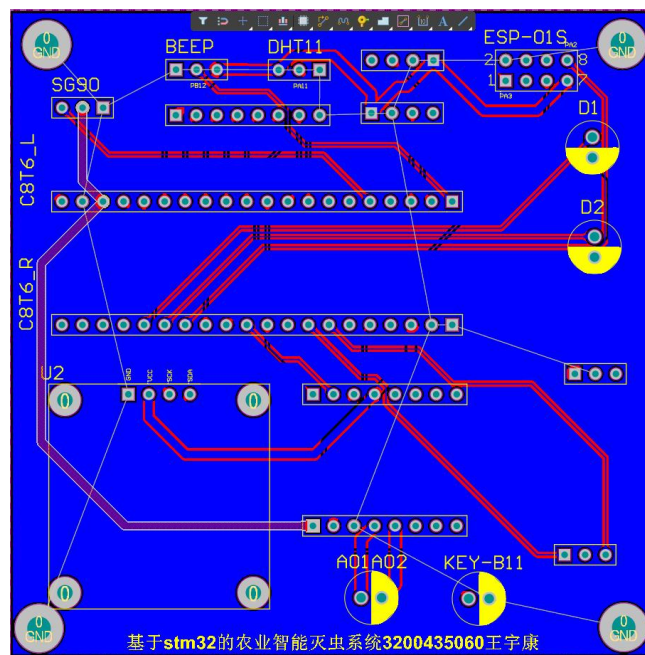 0
GND
0
GND
BEEP
DHT11
ESP-01S
PA2
2
8
1
7
PB12
PA11
PA3
SG90
D1
C8T6_L
D2
C8T6_R
U2
GND
VCC
SCK
SDA
0
0
0
0
A01A02
KEY-B11
0
GND
0
GND
基于stm32的农业智能灭虫系统3200435060王宇康